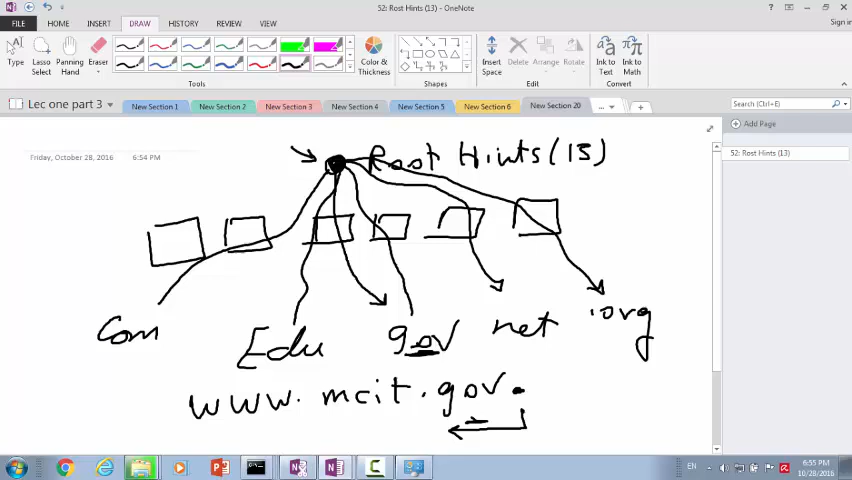 52: Rost Hints (13) - OneNote
FILE HOME INSERT DRAW HISTORY REVIEW VIEW
Sign in
Type Lasso Select Panning Hand Eraser
Color & Thickness
Insert Space Delete Arrange Rotate
Ink to Text Ink to Math
Tools Shapes Edit Convert
Lec one part 3 New Section 1 New Section 2 New Section 3 New Section 4 New Section 5 New Section 6 New Section 20 ... Search (Ctrl+E)
Add Page
52: Rost Hints (13)
Friday, October 28, 2016 6:54 PM
Root Hints (13)
Com Edu gov net .org
www.mcit.gov.
EN 6:55 PM
10/28/2016